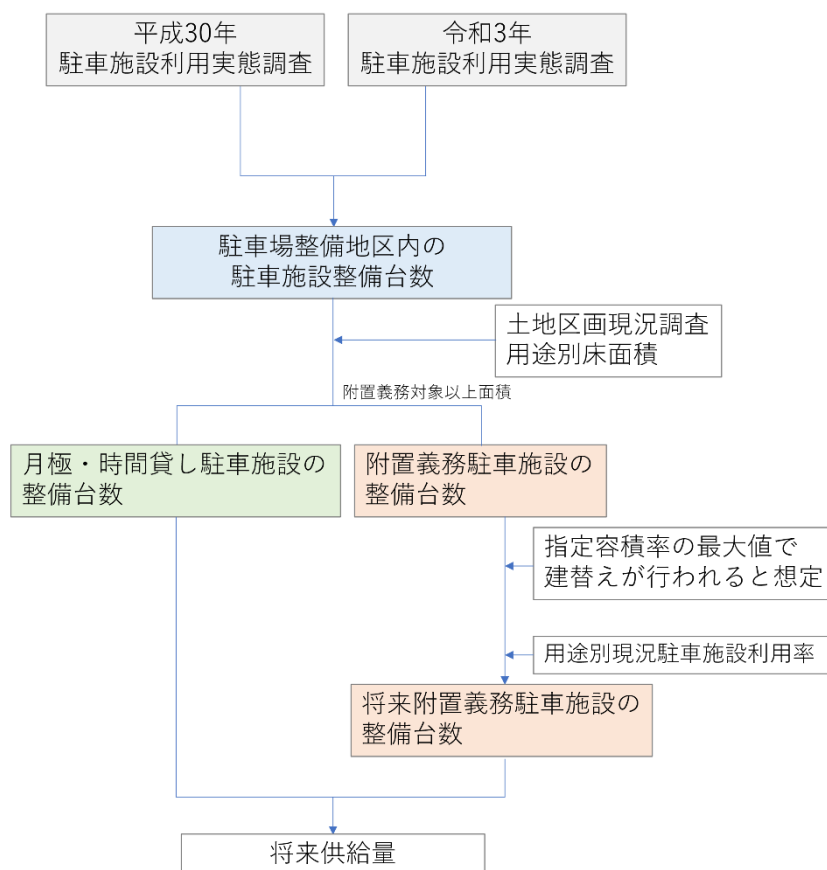 平成30年
駐車施設利用実態調査
令和3年
駐車施設利用実態調査
駐車場整備地区内の
駐車施設整備台数
土地区画現況調査
用途別床面積
附置義務対象以上面積
月極・時間貸し駐車施設の
整備台数
附置義務駐車施設の
整備台数
指定容積率の最大値で
建替えが行われると想定
用途別現況駐車施設利用率
将来附置義務駐車施設の
整備台数
将来供給量